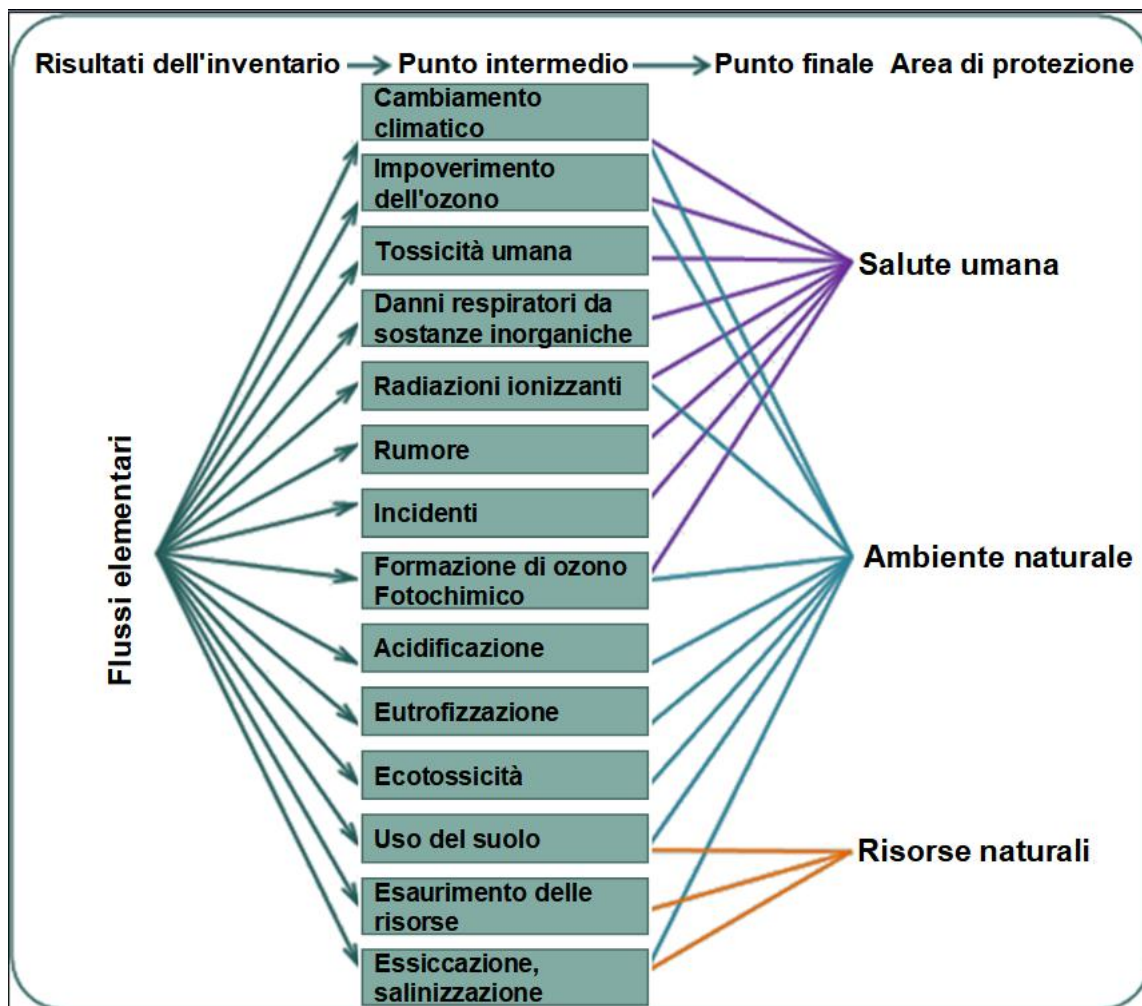 Risultati dell'inventario Punto intermedio Punto finale Area di protezione
Cambiamento
climatico
Impoverimento
dell'ozono
Tossicità umana
Danni respiratori da
sostanze inorganiche
Radiazioni ionizzanti
Rumore
Incidenti
Formazione di ozono
Fotochimico
Acidificazione
Eutrofizzazione
Ecotossicità
Uso del suolo
Esaurimento delle
risorse
Essiccazione,
salinizzazione
Flussi elementari
Salute umana
Ambiente naturale
Risorse naturali